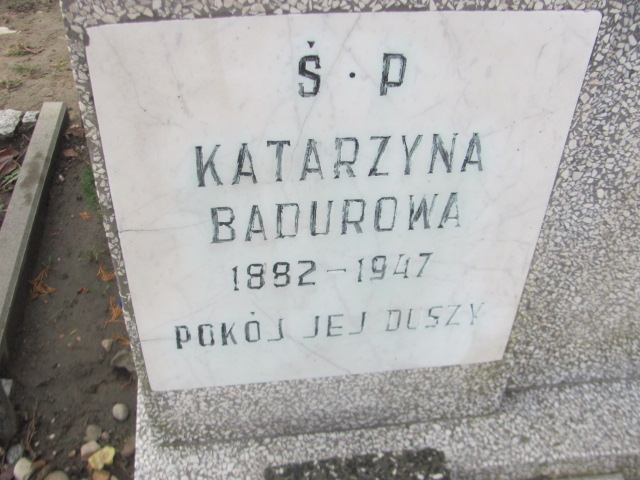 Ś · P
KATARZYNA
BADUROWA
1882 - 1947
POKÓJ JEJ DUSZY